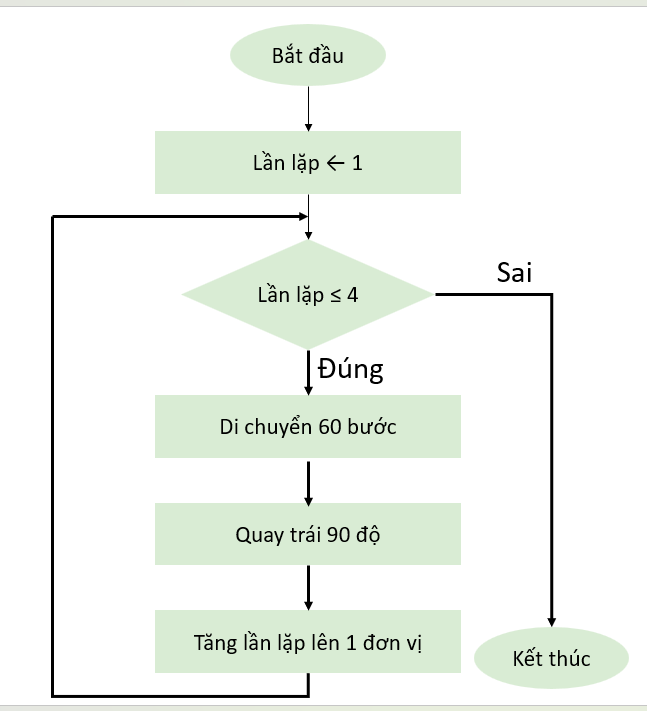 Bắt đầu
Lần lặp ← 1
Lần lặp ≤ 4
Sai
Đúng
Di chuyển 60 bước
Quay trái 90 độ
Tăng lần lặp lên 1 đơn vị
Kết thúc